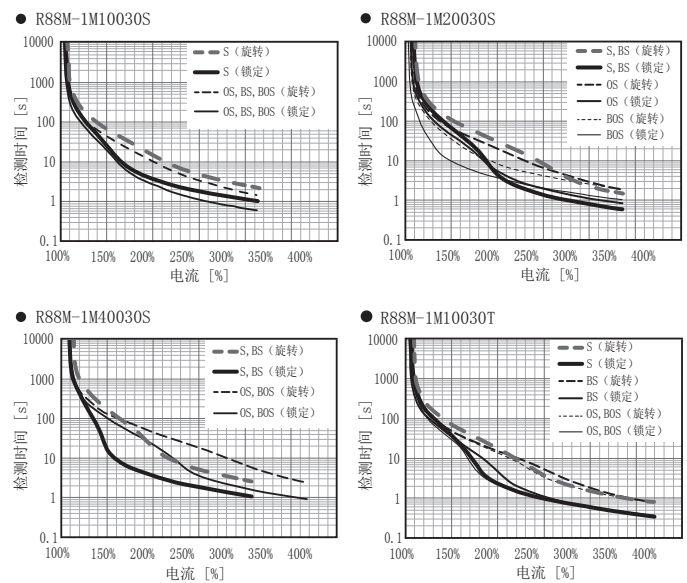 ● R88M-1M10030S
10000
1000
100
10
1
0.1
检测时间 [s]
100% 150% 200% 250% 300% 350% 400%
电流 [%]
S（旋转）
S（锁定）
OS,BS,BOS（旋转）
OS,BS,BOS（锁定）
● R88M-1M20030S
10000
1000
100
10
1
0.1
检测时间 [s]
100% 150% 200% 250% 300% 350% 400%
电流 [%]
S,BS（旋转）
S,BS（锁定）
OS（旋转）
OS（锁定）
BOS（旋转）
BOS（锁定）
● R88M-1M40030S
10000
1000
100
10
1
0.1
检测时间 [s]
100% 150% 200% 250% 300% 350% 400%
电流 [%]
S,BS（旋转）
S,BS（锁定）
OS,BOS（旋转）
OS,BOS（锁定）
● R88M-1M10030T
10000
1000
100
10
1
0.1
检测时间 [s]
100% 150% 200% 250% 300% 350% 400%
电流 [%]
S（旋转）
S（锁定）
BS（旋转）
BS（锁定）
OS,BOS（旋转）
OS,BOS（锁定）